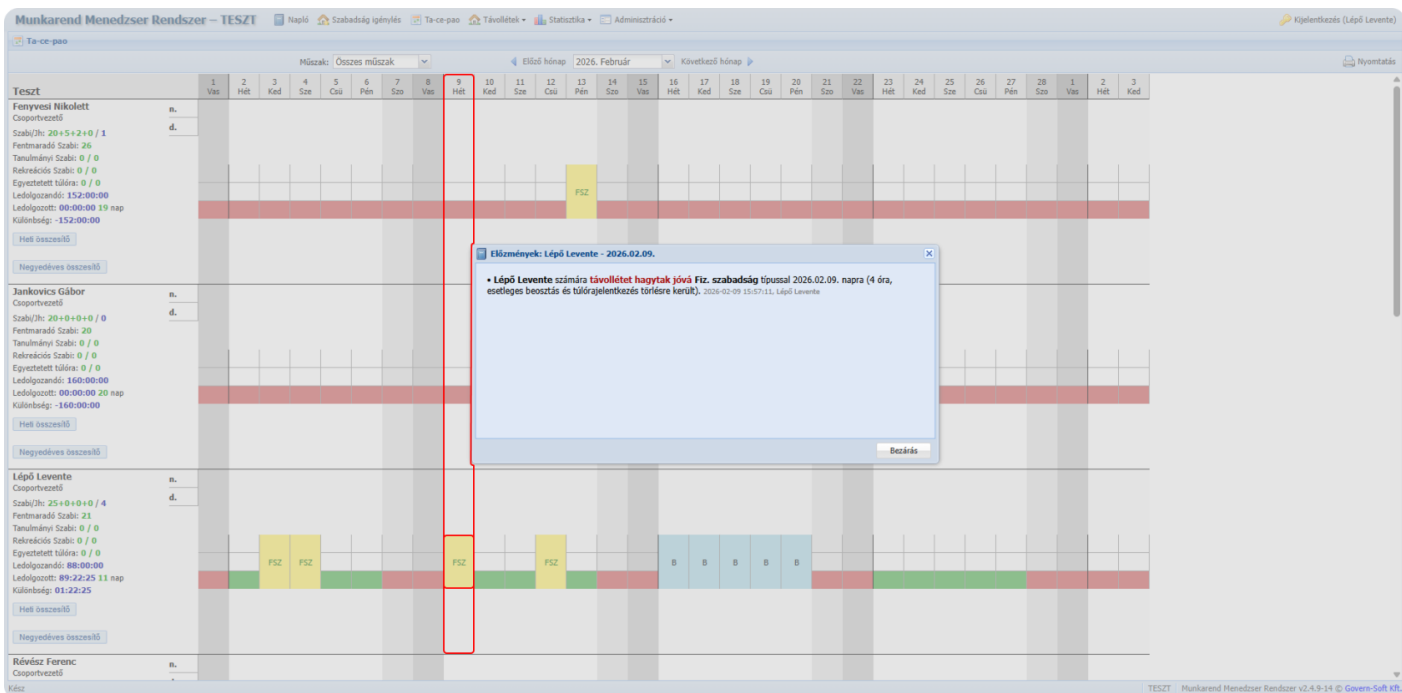 Munkarend Menedzser Rendszer – TESZT Napló Szabadság igénylés Ta-ce-pao Távollétek Statisztika Adminisztráció Kijelentkezés (Lépő Levente)
Ta-ce-pao
Műszak: Összes műszak Előző hónap 2026. Február Következő hónap Nyomtatás
1 2 3 4 5 6 7 8 9 10 11 12 13 14 15 16 17 18 19 20 21 22 23 24 25 26 27 28 1 2 3
Teszt Vas Hét Ked Sze Csü Pén Szo Vas Hét Ked Sze Csü Pén Szo Vas Hét Ked Sze Csü Pén Szo Vas Hét Ked Sze Csü Pén Szo Vas Hét Ked
Fenyvesi Nikolett n.
Csoportvezető
Szabi/Jh: 20+5+2+0 / 1 d.
Fentmaradó Szabi: 26
Tanulmányi Szabi: 0 / 0
Rekreációs Szabi: 0 / 0
Egyeztetett túlóra: 0 / 0
Ledolgozandó: 152:00:00 FSZ
Ledolgozott: 00:00:00 19 nap
Különbség: -152:00:00
Heti összesítő
Negyedéves összesítő
Előzmények: Lépő Levente - 2026.02.09.
• Lépő Levente számára távollétet hagytak jóvá Fiz. szabadság típussal 2026.02.09. napra (4 óra,
esetleges beosztás és túlórajelentkezés törlésre került). 2026-02-09 15:57:11, Lépő Levente
Bezárás
Jankovics Gábor n.
Csoportvezető
Szabi/Jh: 20+0+0+0 / 0 d.
Fentmaradó Szabi: 20
Tanulmányi Szabi: 0 / 0
Rekreációs Szabi: 0 / 0
Egyeztetett túlóra: 0 / 0
Ledolgozandó: 160:00:00
Ledolgozott: 00:00:00 20 nap
Különbség: -160:00:00
Heti összesítő
Negyedéves összesítő
Lépő Levente n.
Csoportvezető
Szabi/Jh: 25+0+0+0 / 4 d.
Fentmaradó Szabi: 21
Tanulmányi Szabi: 0 / 0
Rekreációs Szabi: 0 / 0
Egyeztetett túlóra: 0 / 0
Ledolgozandó: 88:00:00 FSZ FSZ FSZ FSZ B B B B B
Ledolgozott: 89:22:25 11 nap
Különbség: 01:22:25
Heti összesítő
Negyedéves összesítő
Révész Ferenc n.
Csoportvezető
Kész TESZT Munkarend Menedzser Rendszer v2.4.9-14 © Govern-Soft Kft.